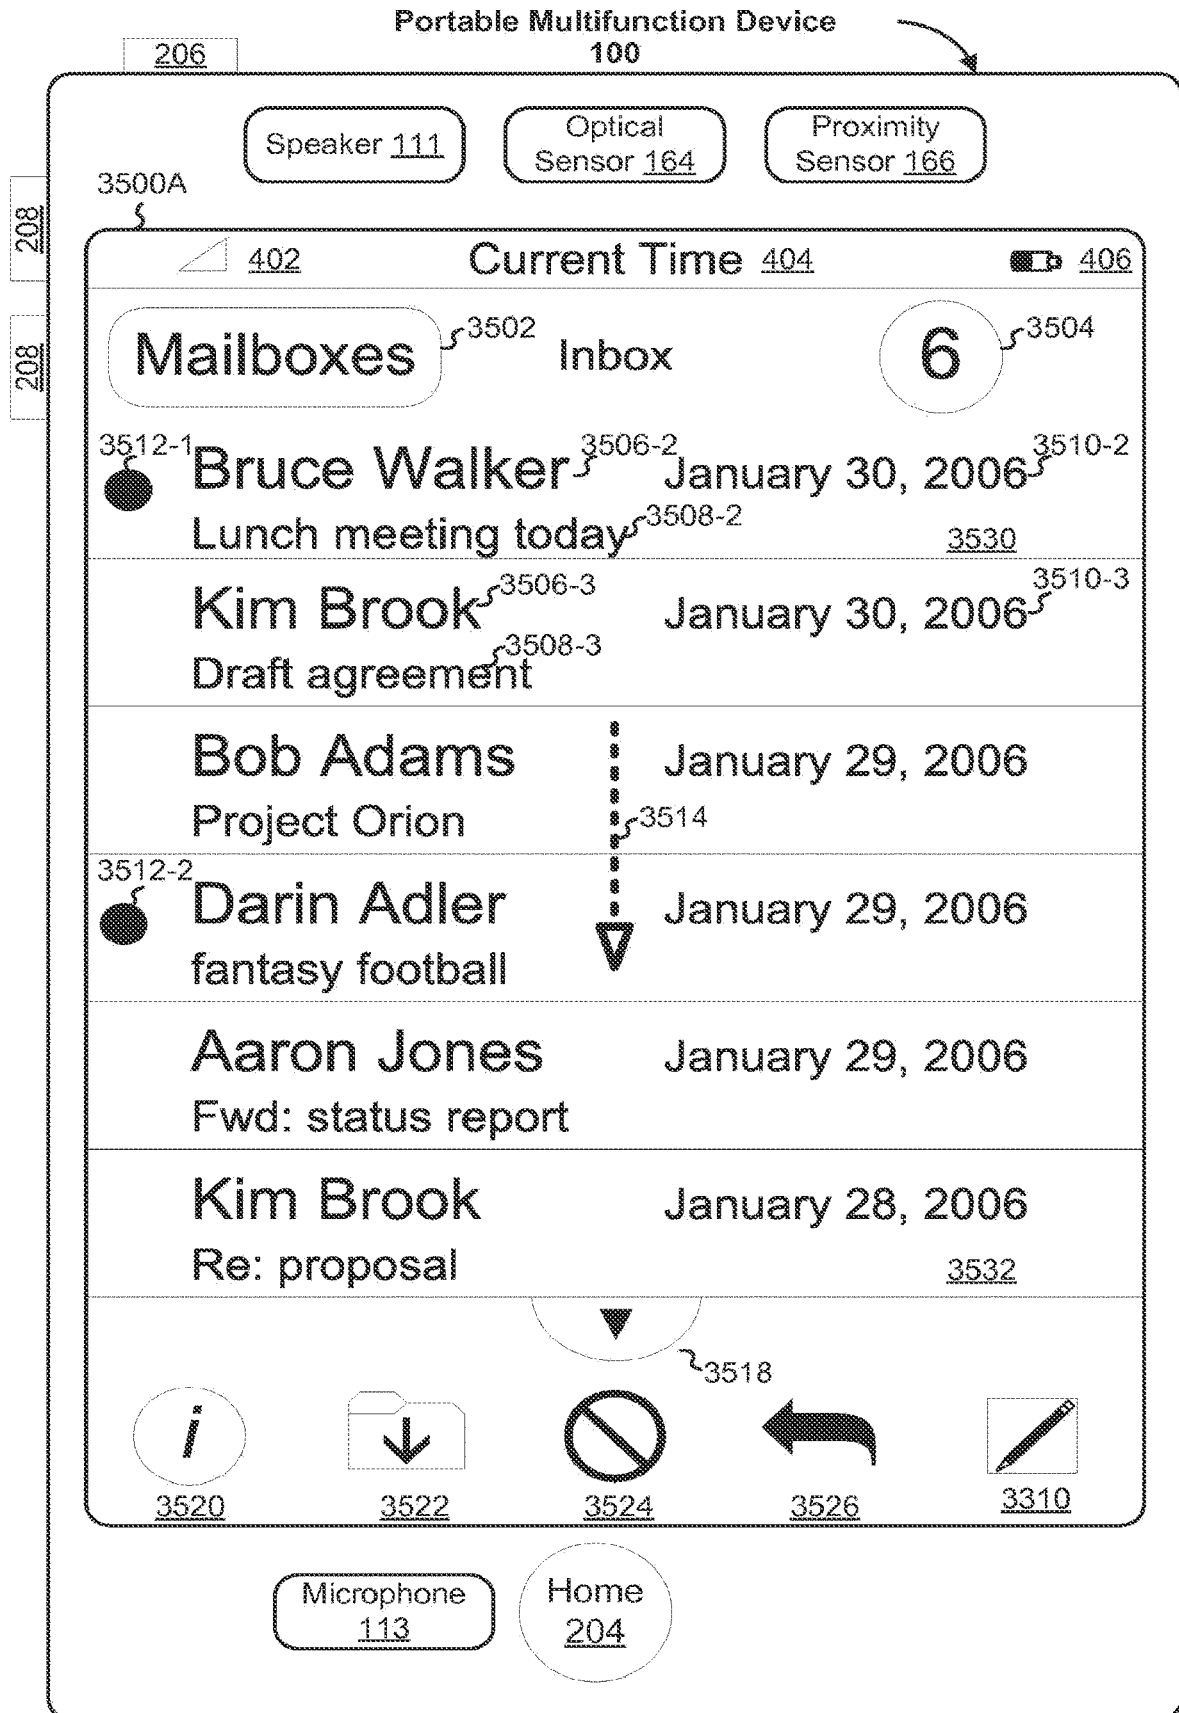 Portable Multifunction Device
100
206
Speaker 111
Optical
Sensor 164
Proximity
Sensor 166
3500A
208
208
402
Current Time 404
406
Mailboxes
3502
Inbox
6
3504
3512-1
Bruce Walker
3506-2
January 30, 2006
3510-2
Lunch meeting today
3508-2
3530
Kim Brook
3506-3
January 30, 2006
3510-3
Draft agreement
3508-3
Bob Adams
January 29, 2006
Project Orion
3514
3512-2
Darin Adler
January 29, 2006
fantasy football
Aaron Jones
January 29, 2006
Fwd: status report
Kim Brook
January 28, 2006
Re: proposal
3532
3518
i
3520
3522
3524
3526
3310
Microphone
113
Home
204